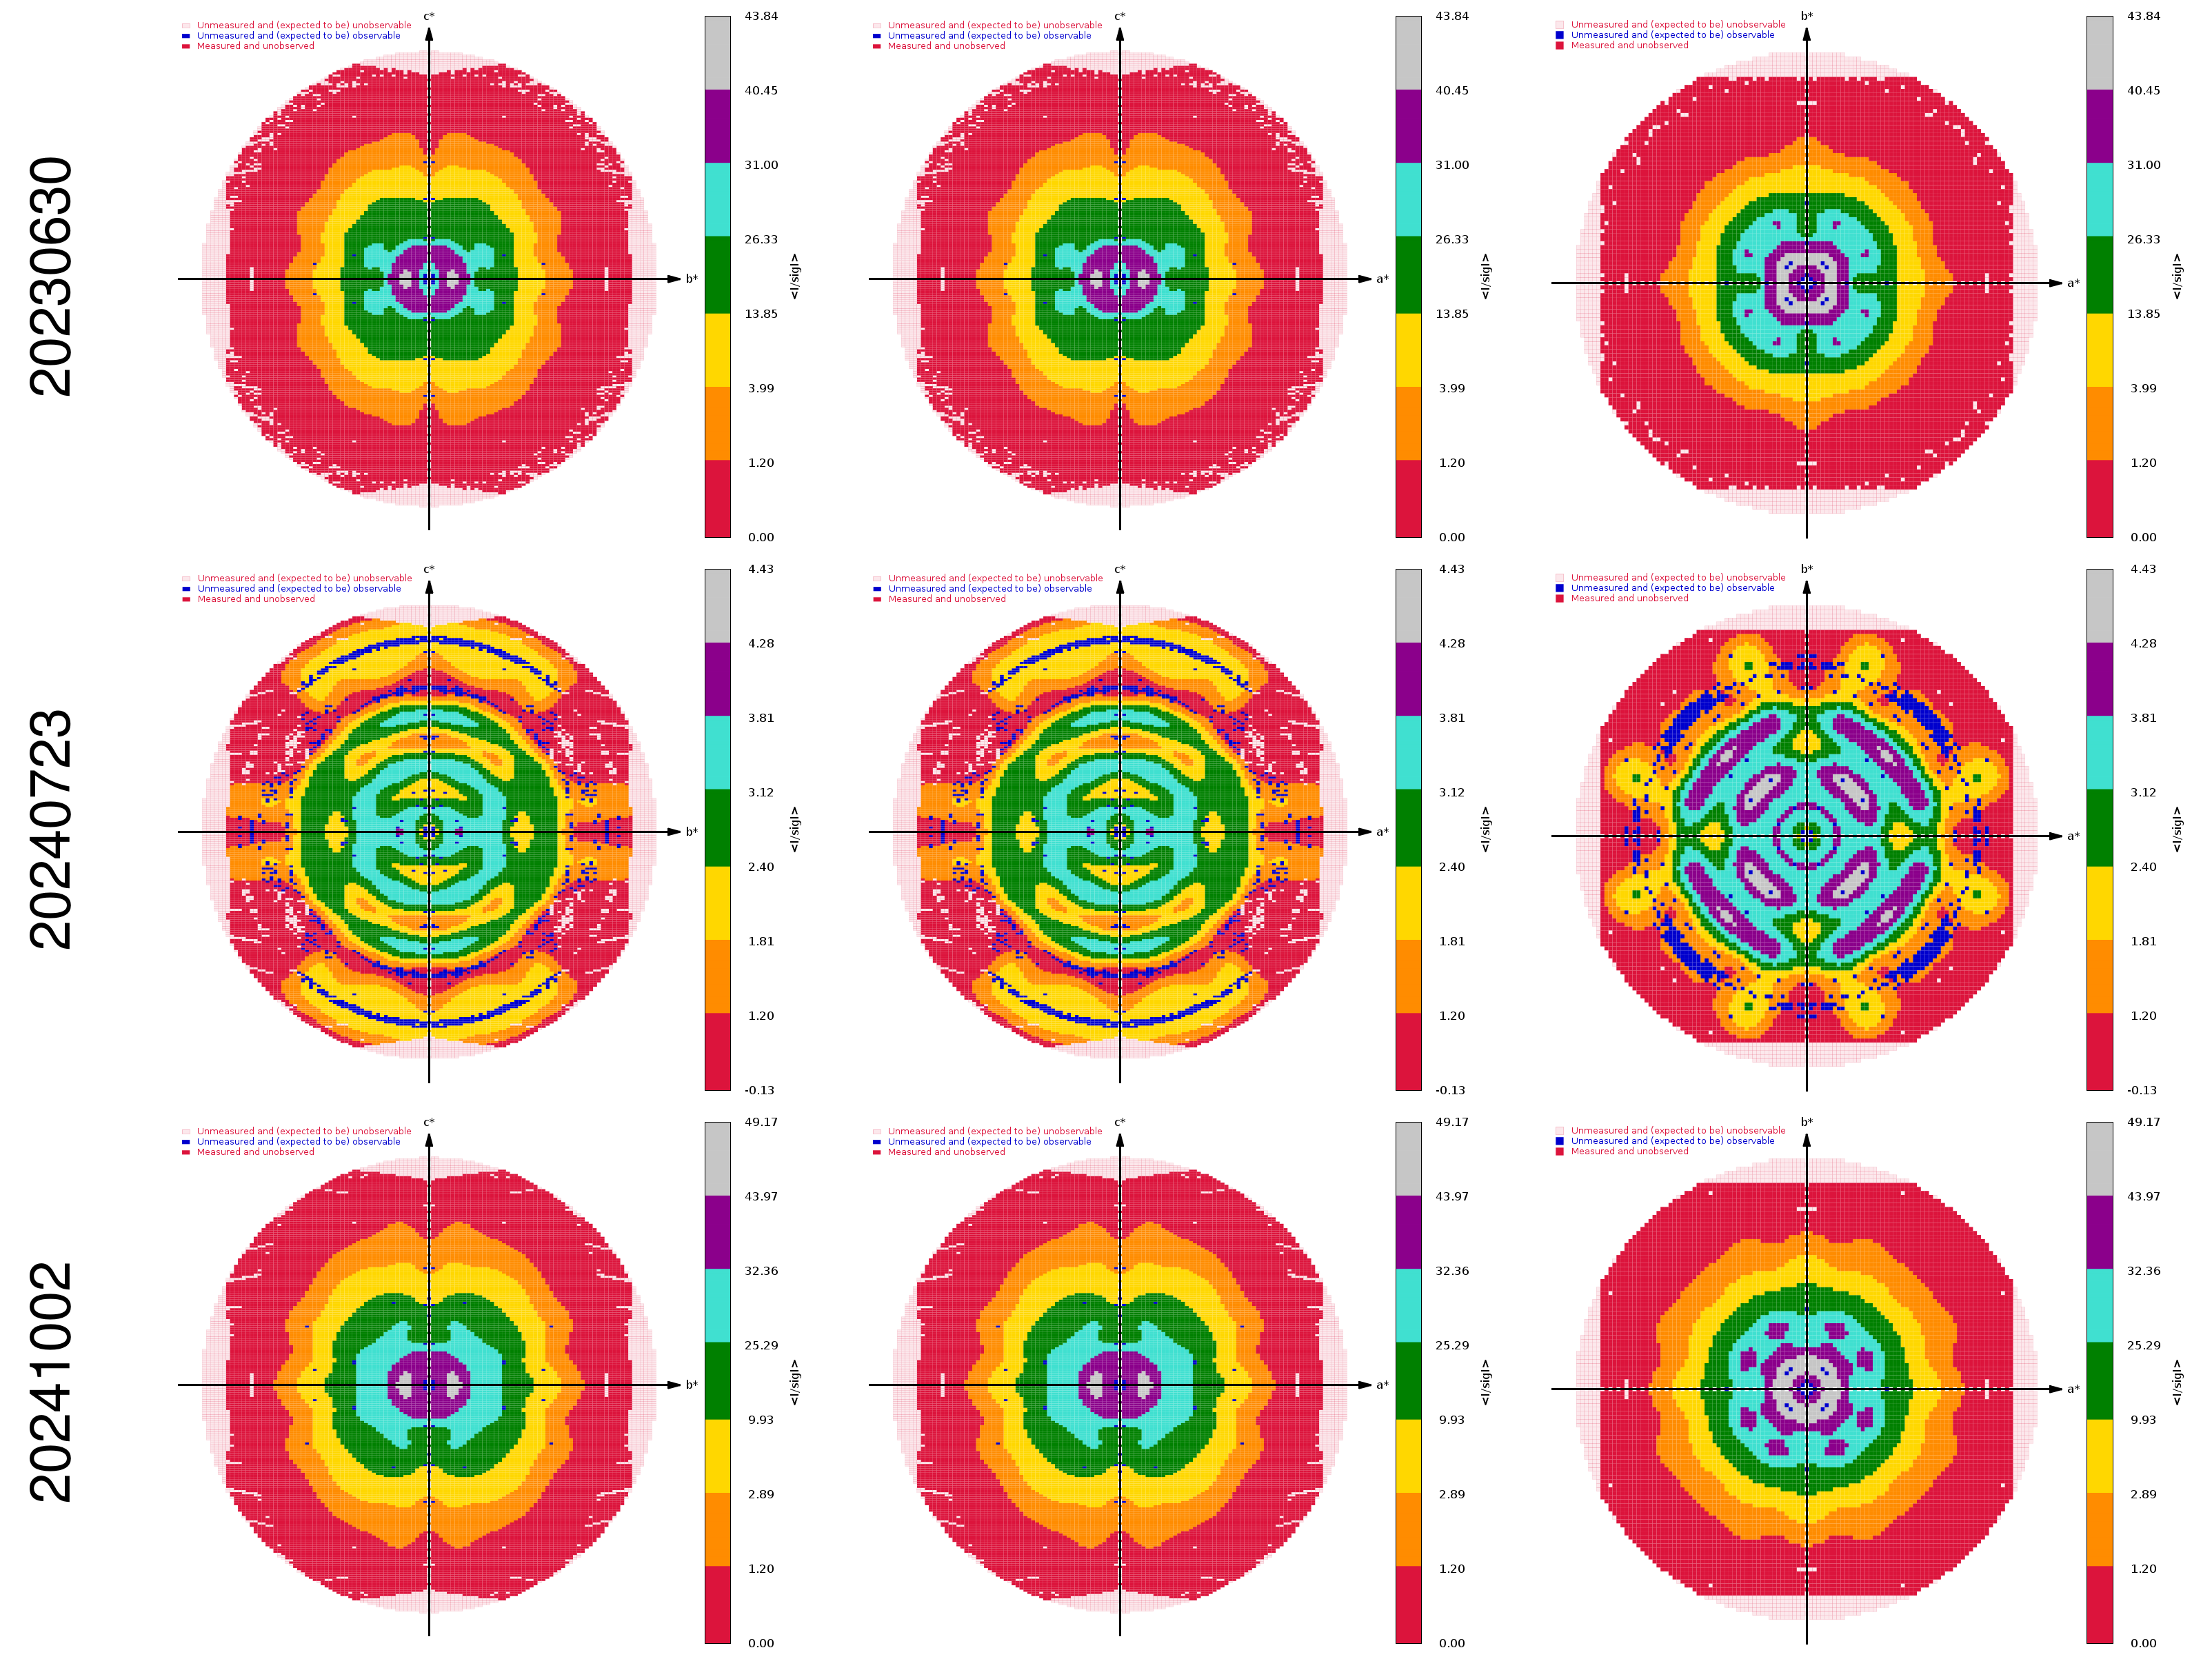 20230630
c*
Unmeasured and (expected to be) unobservable
Unmeasured and (expected to be) observable
Measured and unobserved
b*
43.84
40.45
31.00
26.33
13.85
3.99
1.20
0.00
<I/sigI>
c*
Unmeasured and (expected to be) unobservable
Unmeasured and (expected to be) observable
Measured and unobserved
a*
43.84
40.45
31.00
26.33
13.85
3.99
1.20
0.00
<I/sigI>
b*
Unmeasured and (expected to be) unobservable
Unmeasured and (expected to be) observable
Measured and unobserved
a*
43.84
40.45
31.00
26.33
13.85
3.99
1.20
0.00
<I/sigI>
20240723
c*
Unmeasured and (expected to be) unobservable
Unmeasured and (expected to be) observable
Measured and unobserved
b*
4.43
4.28
3.81
3.12
2.40
1.81
1.20
-0.13
<I/sigI>
c*
Unmeasured and (expected to be) unobservable
Unmeasured and (expected to be) observable
Measured and unobserved
a*
4.43
4.28
3.81
3.12
2.40
1.81
1.20
-0.13
<I/sigI>
b*
Unmeasured and (expected to be) unobservable
Unmeasured and (expected to be) observable
Measured and unobserved
a*
4.43
4.28
3.81
3.12
2.40
1.81
1.20
-0.13
<I/sigI>
20241002
c*
Unmeasured and (expected to be) unobservable
Unmeasured and (expected to be) observable
Measured and unobserved
b*
49.17
43.97
32.36
25.29
9.93
2.89
1.20
0.00
<I/sigI>
c*
Unmeasured and (expected to be) unobservable
Unmeasured and (expected to be) observable
Measured and unobserved
a*
49.17
43.97
32.36
25.29
9.93
2.89
1.20
0.00
<I/sigI>
b*
Unmeasured and (expected to be) unobservable
Unmeasured and (expected to be) observable
Measured and unobserved
a*
49.17
43.97
32.36
25.29
9.93
2.89
1.20
0.00
<I/sigI>